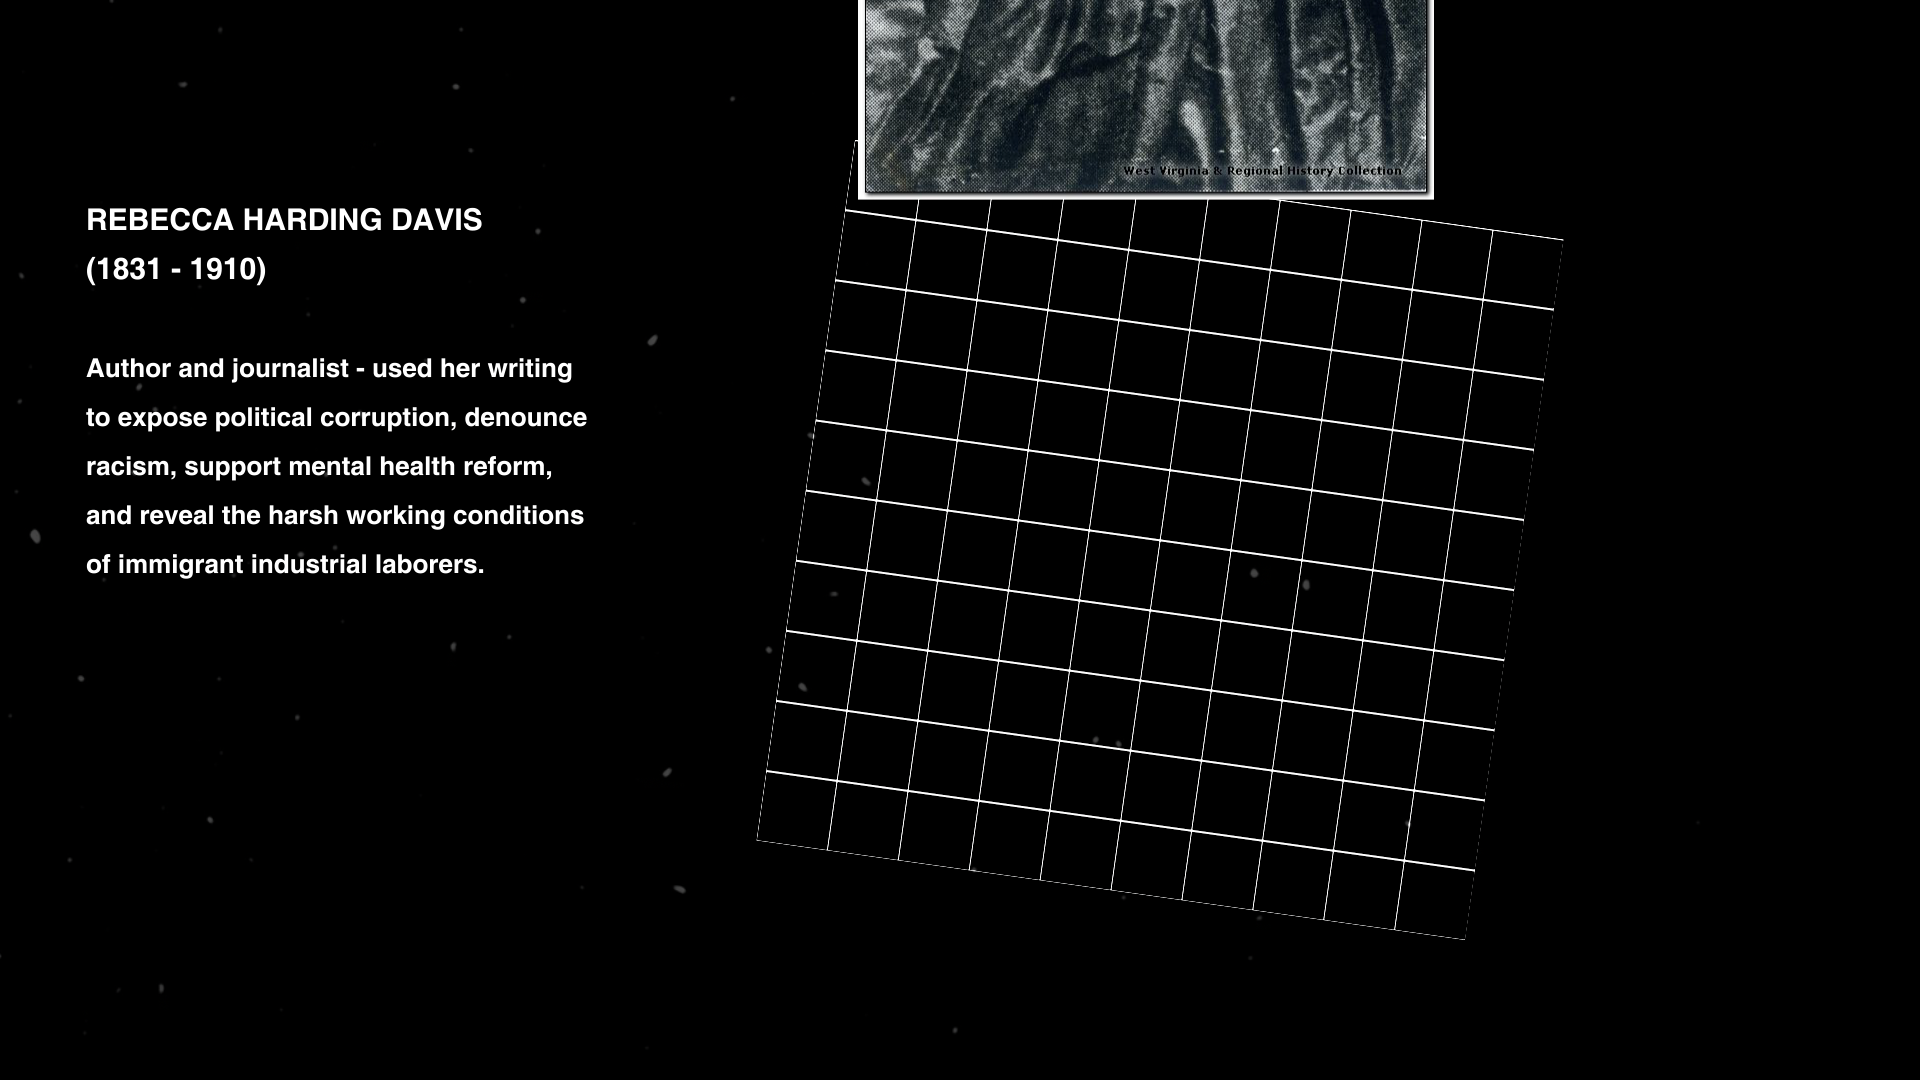 West Virginia & Regional History Collection
REBECCA HARDING DAVIS
(1831 - 1910)
Author and journalist - used her writing
to expose political corruption, denounce
racism, support mental health reform,
and reveal the harsh working conditions
of immigrant industrial laborers.